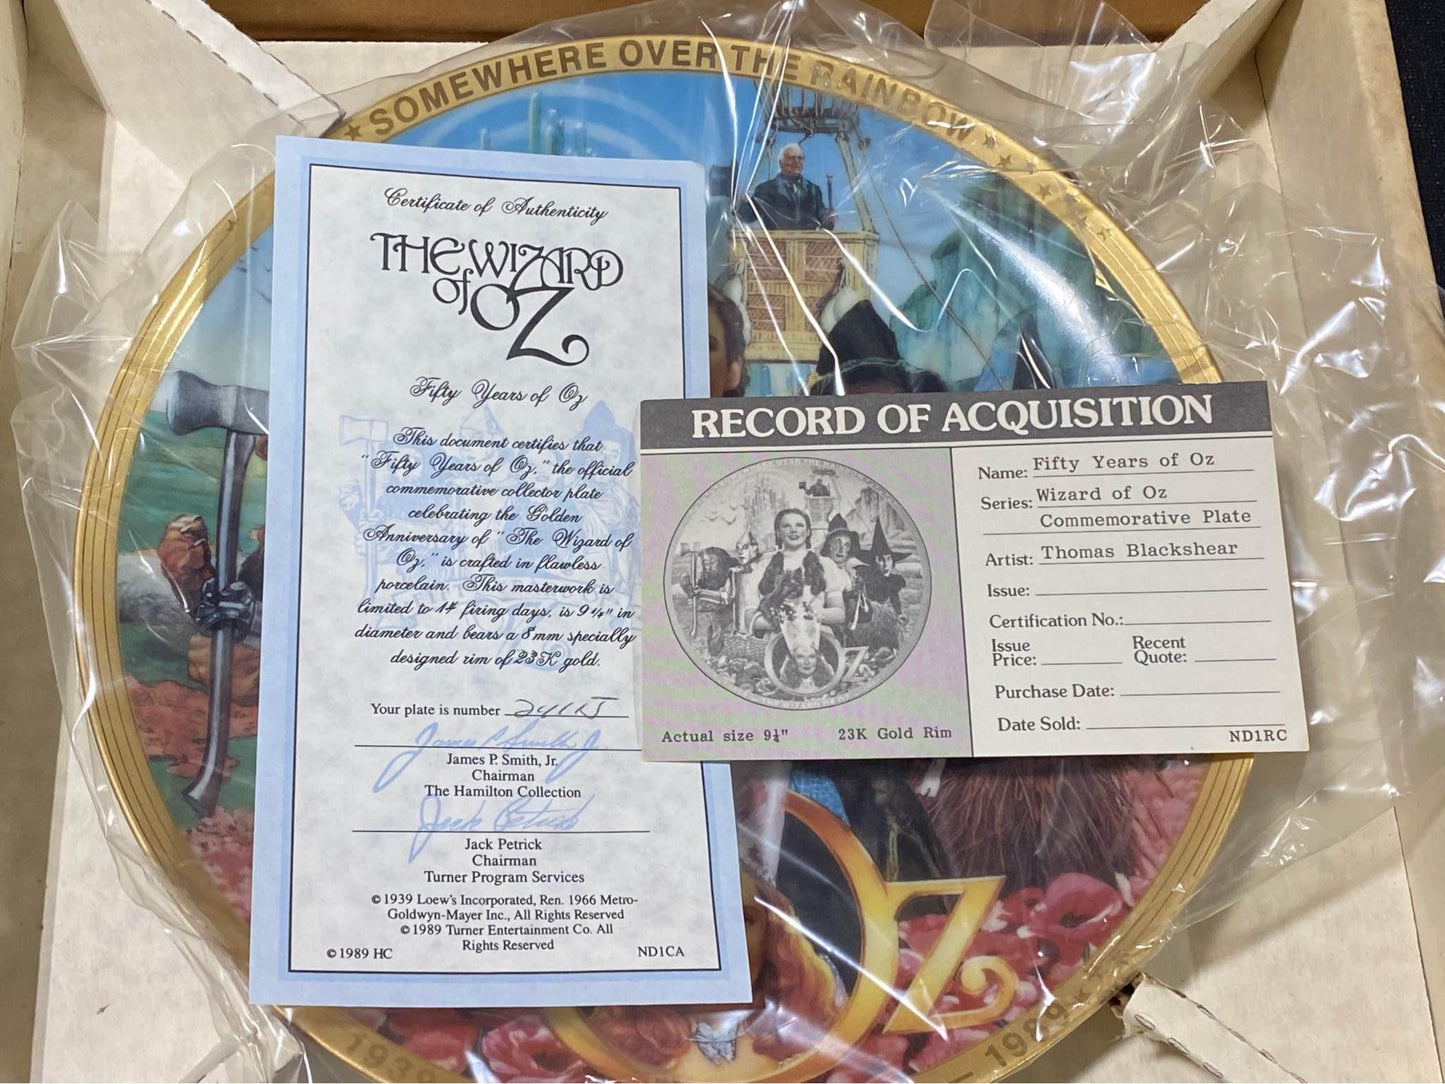 ★ SOMEWHERE OVER THE RAINBOW ★
Certificate of Authenticity
THE WIZARD
of OZ
Fifty Years of Oz
This document certifies that
"Fifty Years of Oz," the official
commemorative collector plate
celebrating the Golden
Anniversary of "The Wizard of
Oz," is crafted in flawless
porcelain. This masterwork is
limited to 14 firing days, is 9 1/4" in
diameter and bears a 8mm specially
designed rim of 23K gold.
Your plate is number
James P. Smith, Jr.
Chairman
The Hamilton Collection
Jack Petrick
Chairman
Turner Program Services
© 1939 Loew's Incorporated, Ren. 1966 Metro-
Goldwyn-Mayer Inc., All Rights Reserved
© 1989 Turner Entertainment Co. All
Rights Reserved
© 1989 HC ND1CA
RECORD OF ACQUISITION
Name: Fifty Years of Oz
Series: Wizard of Oz
Commemorative Plate
Artist: Thomas Blackshear
Issue:
Certification No.:
Issue Price: Recent Quote:
Purchase Date:
Date Sold:
ND1RC
Actual size 9¼" 23K Gold Rim
OZ
1939 – 1989